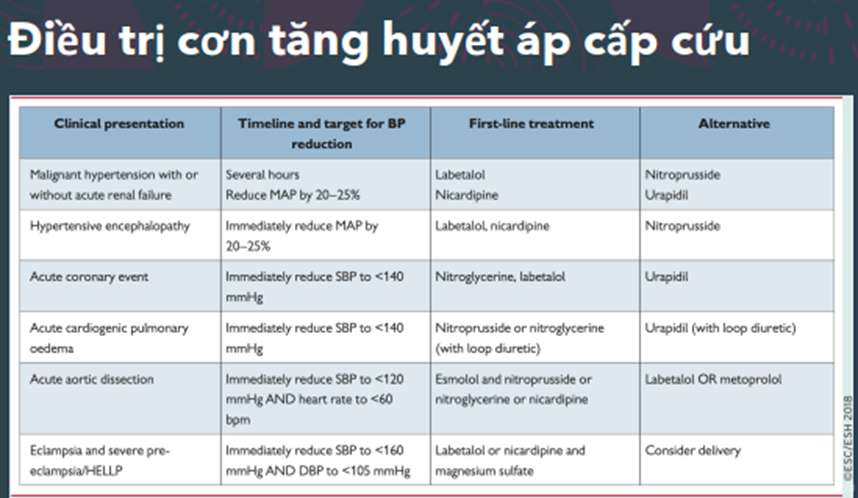 Điều trị cơn tăng huyết áp cấp cứu
Clinical presentation
Timeline and target for BP
reduction
First-line treatment
Alternative
Malignant hypertension with or
without acute renal failure
Several hours
Reduce MAP by 20–25%
Labetalol
Nicardipine
Nitroprusside
Urapidil
Hypertensive encephalopathy
Immediately reduce MAP by
20–25%
Labetalol, nicardipine
Nitroprusside
Acute coronary event
Immediately reduce SBP to <140
mmHg
Nitroglycerine, labetalol
Urapidil
Acute cardiogenic pulmonary
oedema
Immediately reduce SBP to <140
mmHg
Nitroprusside or nitroglycerine
(with loop diuretic)
Urapidil (with loop diuretic)
Acute aortic dissection
Immediately reduce SBP to <120
mmHg AND heart rate to <60
bpm
Esmolol and nitroprusside or
nitroglycerine or nicardipine
Labetalol OR metoprolol
Eclampsia and severe pre-
eclampsia/HELLP
Immediately reduce SBP to <160
mmHg AND DBP to <105 mmHg
Labetalol or nicardipine and
magnesium sulfate
Consider delivery
©ESC/ESH 2018